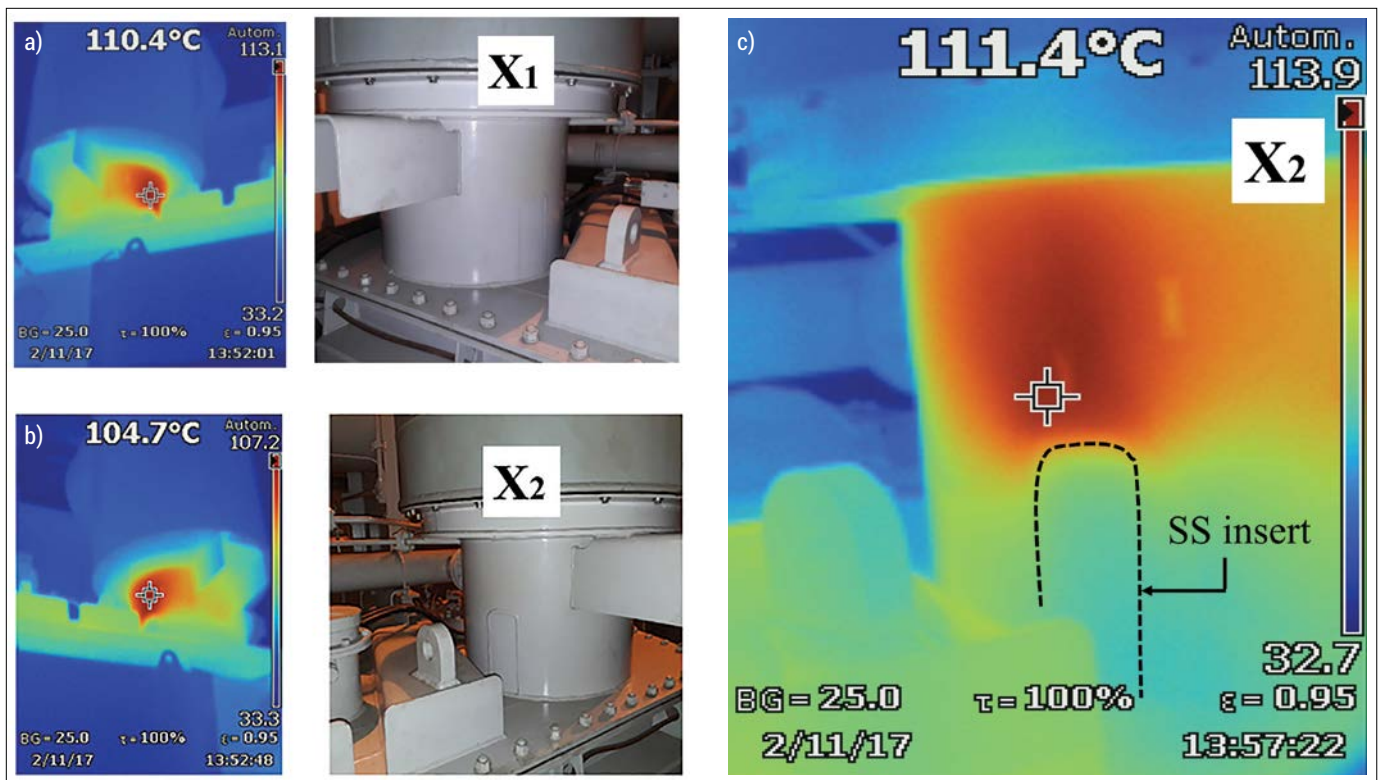 a)
110.4°C
Autom.
113.1
33.2
BG = 25.0 τ = 100% ε = 0.95
2/11/17 13:52:01
X1
b)
104.7°C
Autom.
107.2
33.3
BG = 25.0 τ = 100% ε = 0.95
2/11/17 13:52:48
X2
c)
111.4°C
Autom.
113.9
X2
SS insert
32.7
BG = 25.0 τ = 100% ε = 0.95
2/11/17 13:57:22